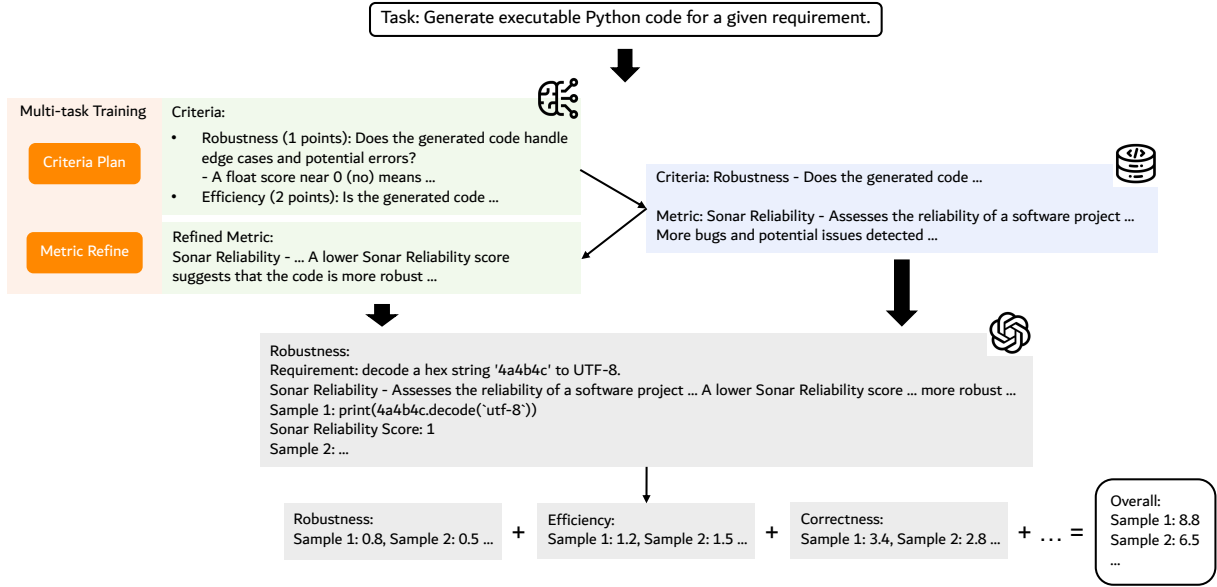 Task: Generate executable Python code for a given requirement.
Multi-task Training
Criteria Plan
Metric Refine
Criteria:
• Robustness (1 points): Does the generated code handle
edge cases and potential errors?
- A float score near 0 (no) means ...
• Efficiency (2 points): Is the generated code ...
Refined Metric:
Sonar Reliability - ... A lower Sonar Reliability score
suggests that the code is more robust ...
</>
Criteria: Robustness - Does the generated code ...
Metric: Sonar Reliability - Assesses the reliability of a software project ...
More bugs and potential issues detected ...
Robustness:
Requirement: decode a hex string '4a4b4c' to UTF-8.
Sonar Reliability - Assesses the reliability of a software project ... A lower Sonar Reliability score ... more robust ...
Sample 1: print(4a4b4c.decode(`utf-8`))
Sonar Reliability Score: 1
Sample 2: ...
Robustness:
Sample 1: 0.8, Sample 2: 0.5 ...
+
Efficiency:
Sample 1: 1.2, Sample 2: 1.5 ...
+
Correctness:
Sample 1: 3.4, Sample 2: 2.8 ...
+ ... =
Overall:
Sample 1: 8.8
Sample 2: 6.5
...